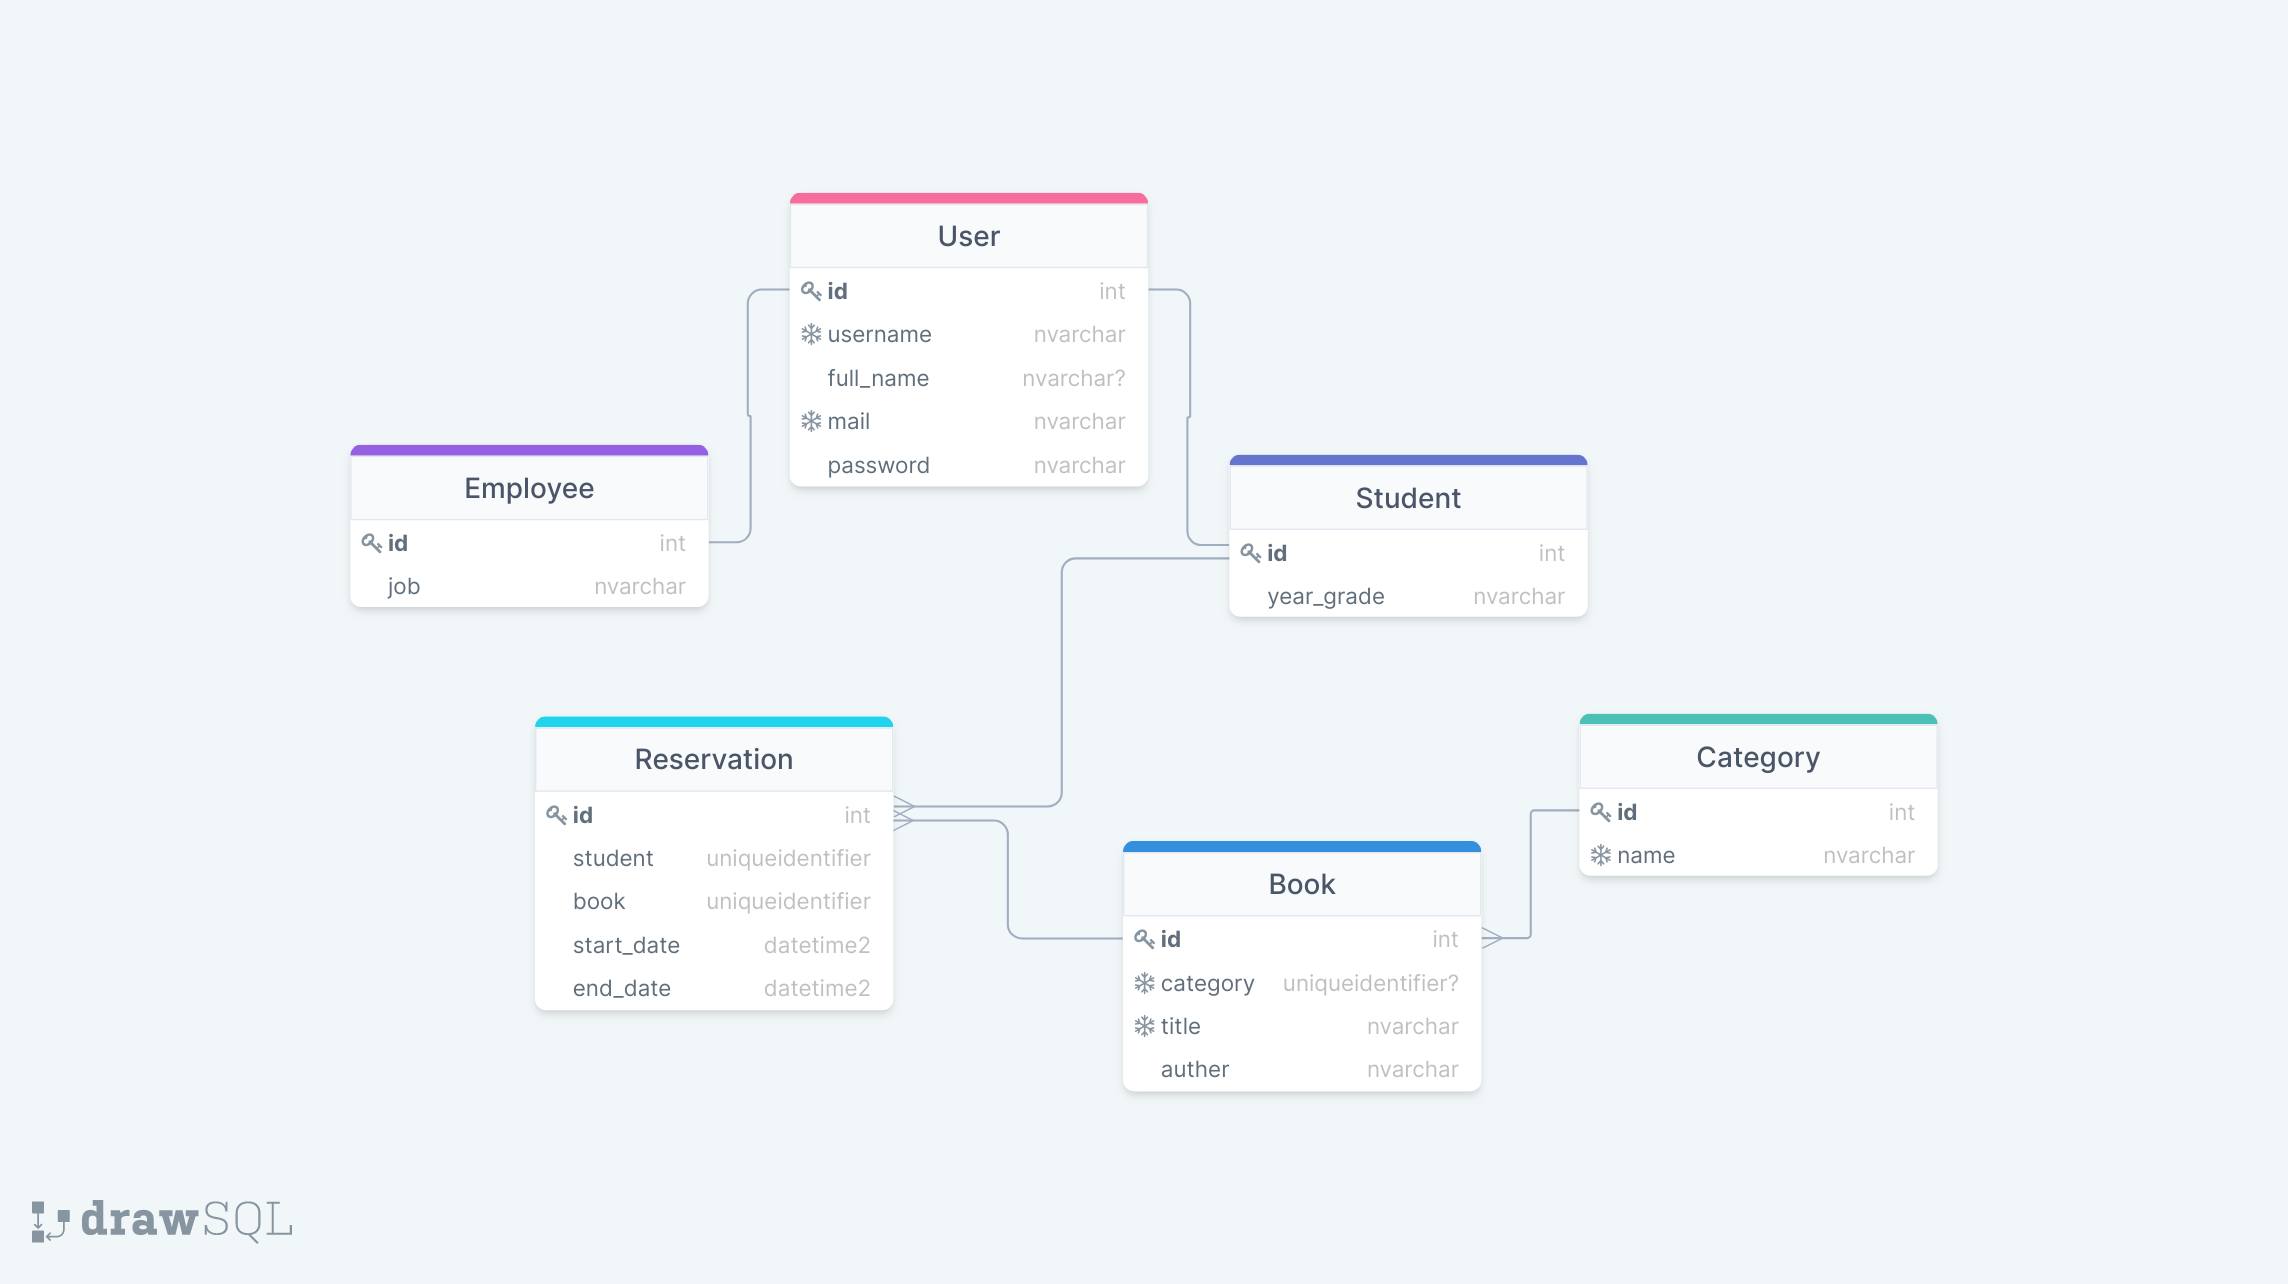 User
id int
username nvarchar
full_name nvarchar?
mail nvarchar
password nvarchar
Employee
id int
job nvarchar
Student
id int
year_grade nvarchar
Reservation
id int
student uniqueidentifier
book uniqueidentifier
start_date datetime2
end_date datetime2
Category
id int
name nvarchar
Book
id int
category uniqueidentifier?
title nvarchar
auther nvarchar
drawSQL